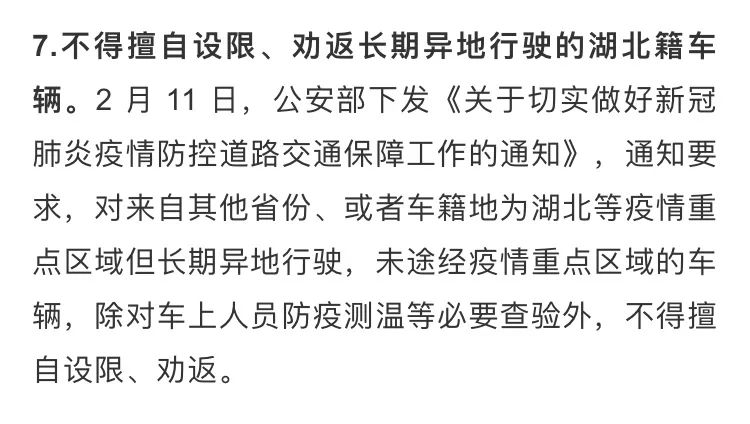 7.不得擅自设限、劝返长期异地行驶的湖北籍车
辆。2 月 11 日，公安部下发《关于切实做好新冠
肺炎疫情防控道路交通保障工作的通知》，通知要
求，对来自其他省份、或者车籍地为湖北等疫情重
点区域但长期异地行驶，未途经疫情重点区域的车
辆，除对车上人员防疫测温等必要查验外，不得擅
自设限、劝返。